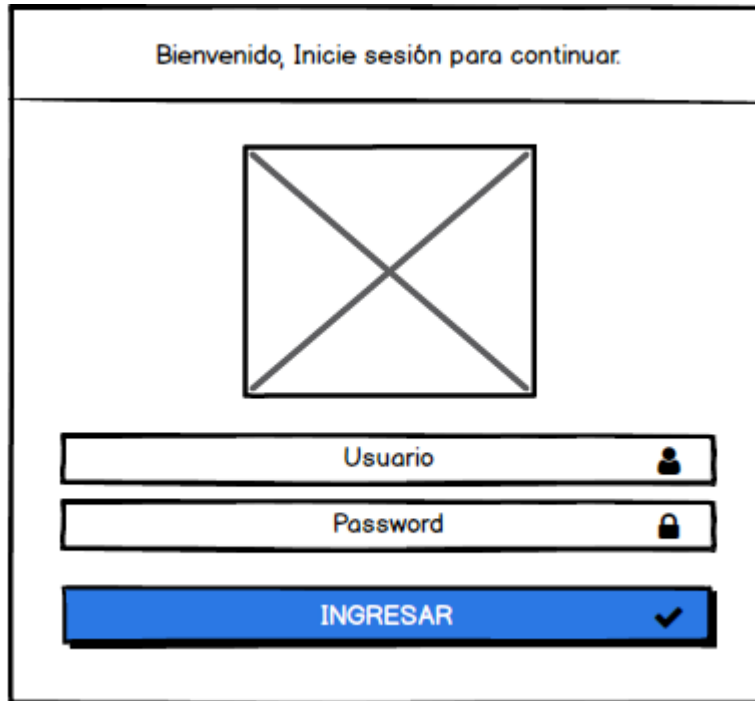 Bienvenido, Inicie sesión para continuar.
Usuario
Password
INGRESAR